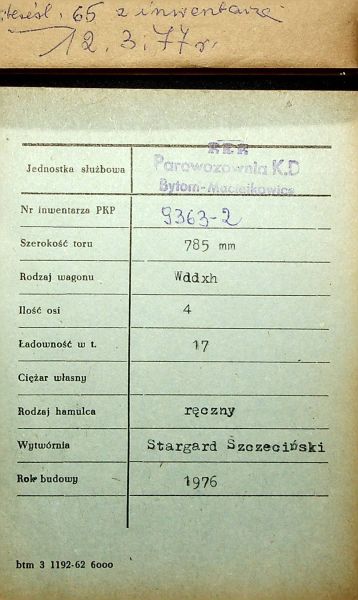 65 z inwentarza
12. 3. 77 r.
Jednostka służbowa
Parowozownia K.D
Bytom-Maciejkowice
Nr inwentarza PKP 9363-2
Szerokość toru 785 mm
Rodzaj wagonu Wddxh
Ilość osi 4
Ładowność w t. 17
Ciężar własny
Rodzaj hamulca ręczny
Wytwórnia Stargard Szczeciński
Rok budowy 1976
btm 3 1192-62 6000